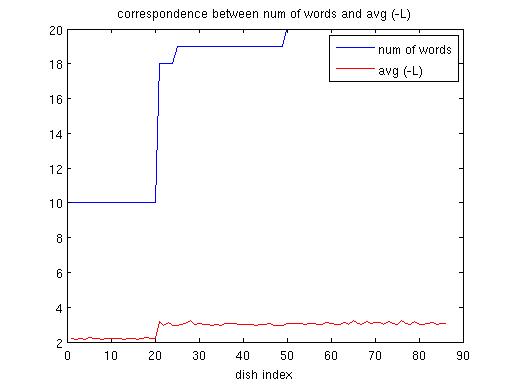 correspondence between num of words and avg (-L)
20
18
16
14
12
10
8
6
4
2
num of words
avg (-L)
0 10 20 30 40 50 60 70 80 90
dish index